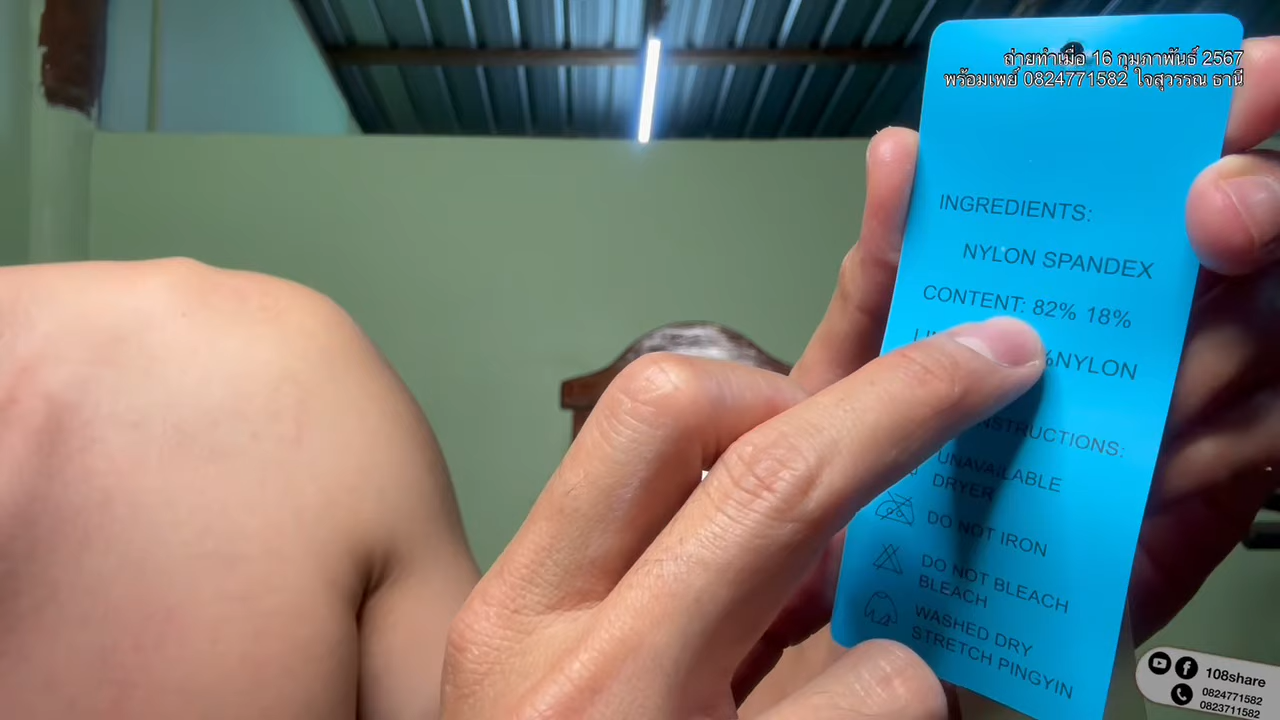 ถ่ายทำเมื่อ 16 กุมภาพันธ์ 2567
พร้อมเพย์ 0824771582 ใจสุวรรณ ธานี
INGREDIENTS:
NYLON SPANDEX
CONTENT: 82% 18%
%NYLON
INSTRUCTIONS:
UNAVAILABLE
DRYER
DO NOT IRON
DO NOT BLEACH
BLEACH
WASHED DRY
STRETCH PINGYIN
108share
0824771582
0823711582